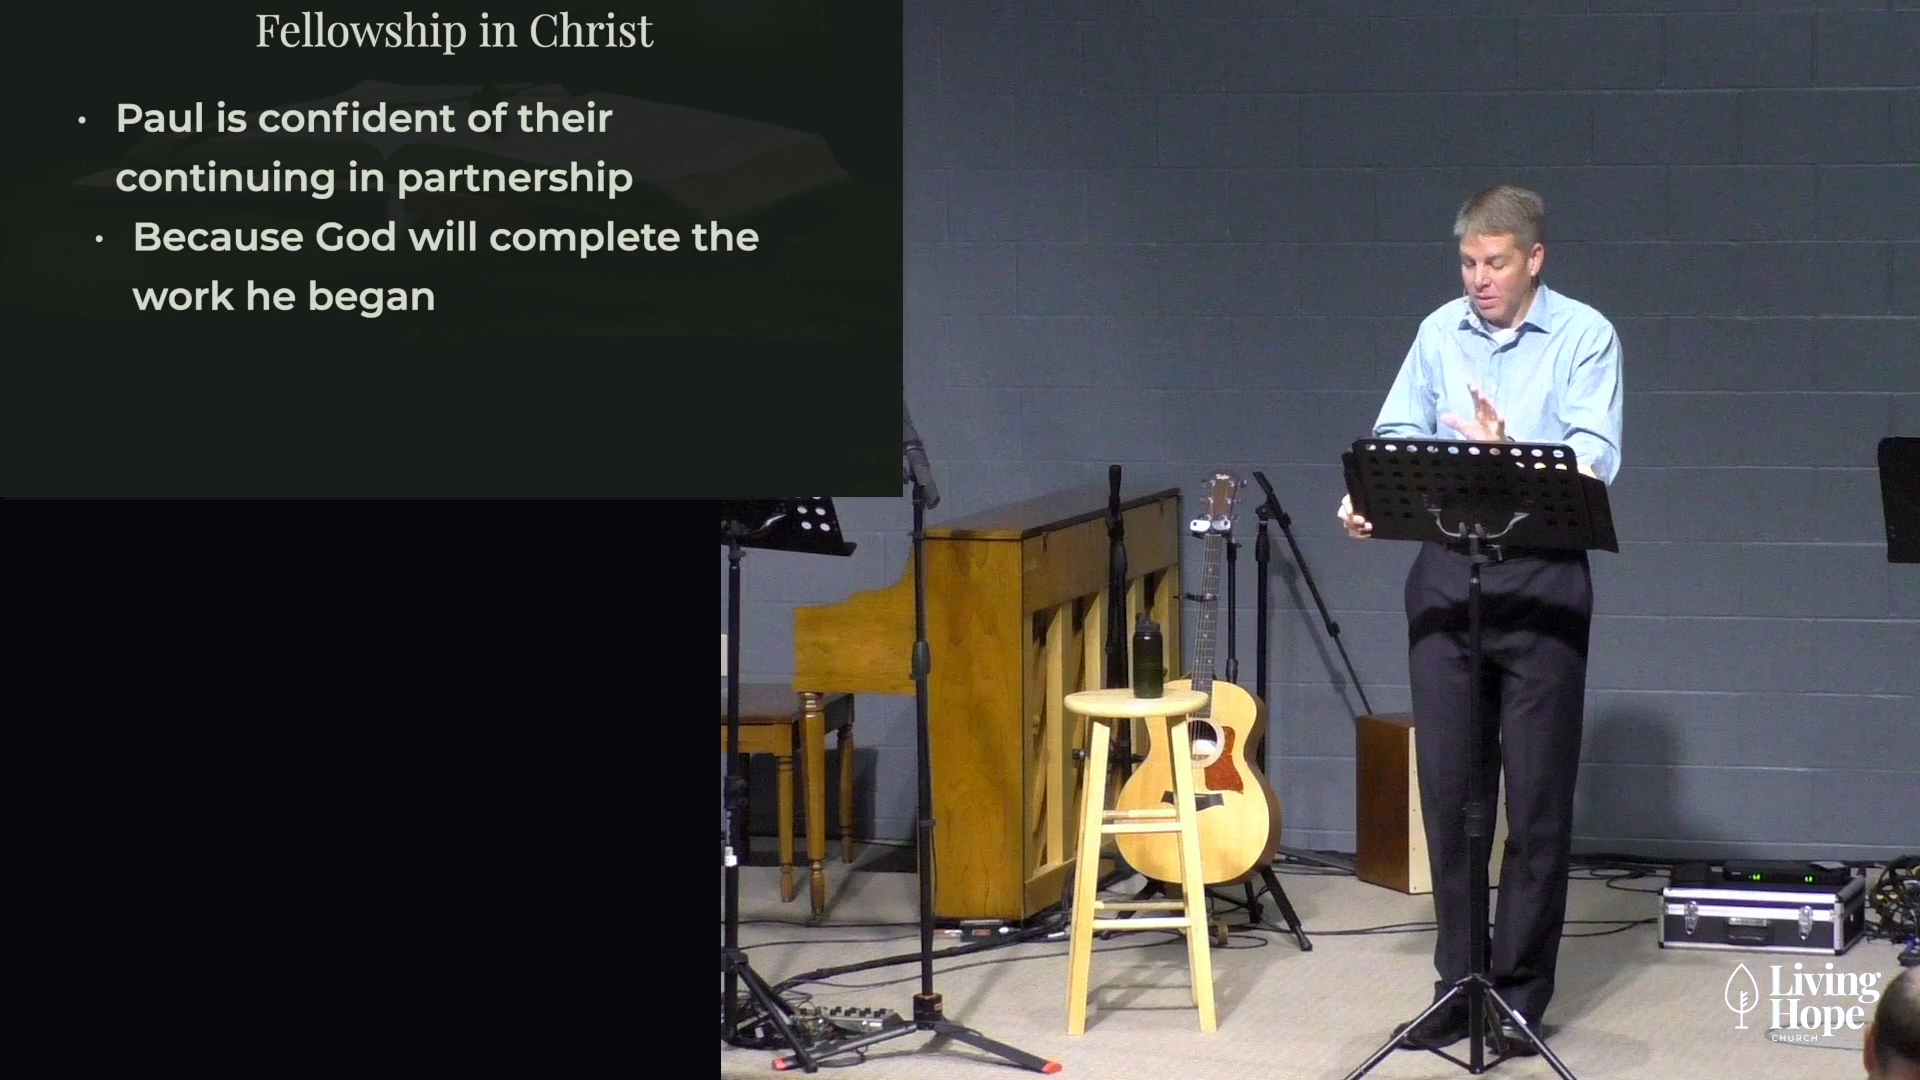 Fellowship in Christ
• Paul is confident of their
continuing in partnership
• Because God will complete the
work he began
Taylor
Living
Hope
CHURCH